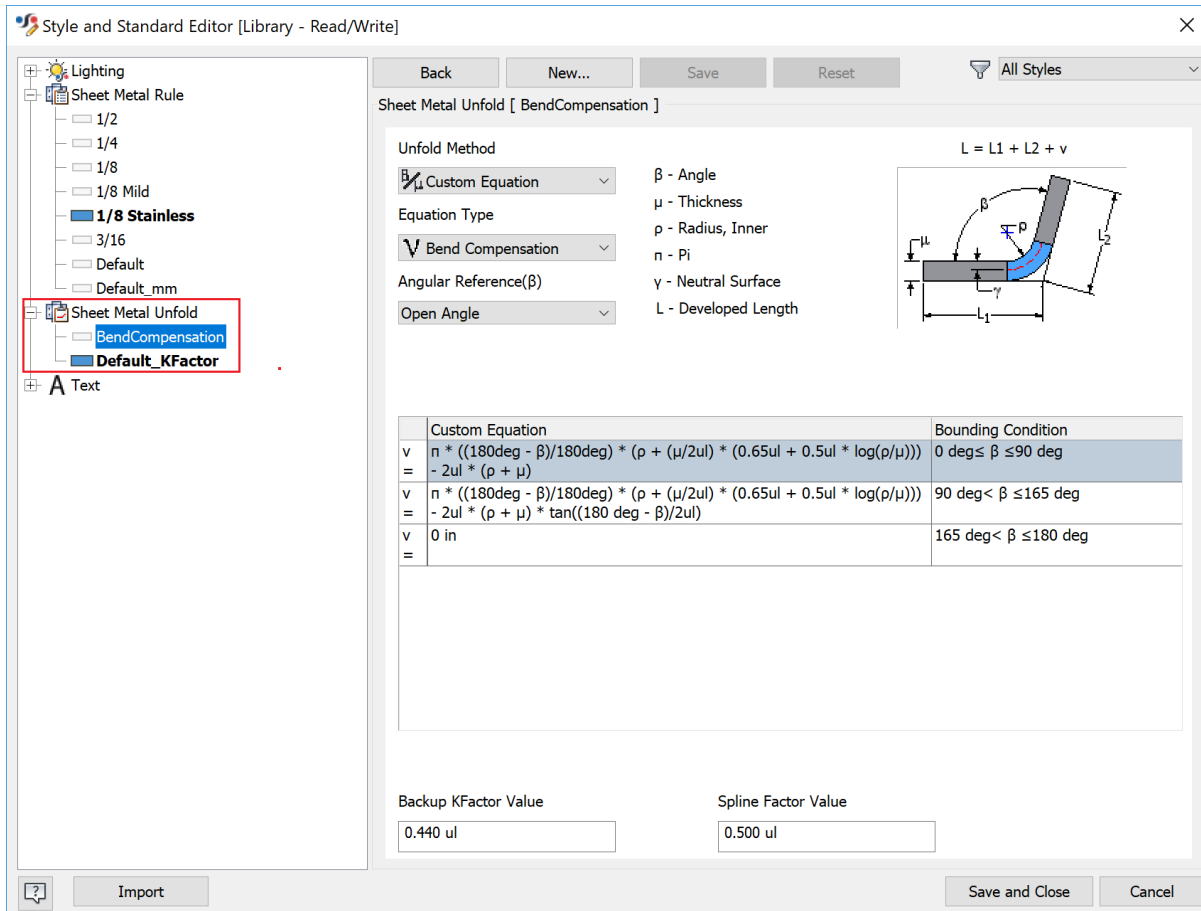 Style and Standard Editor [Library - Read/Write]
Lighting
Sheet Metal Rule
1/2
1/4
1/8
1/8 Mild
1/8 Stainless
3/16
Default
Default_mm
Sheet Metal Unfold
BendCompensation
Default_KFactor
A Text
Back
New...
Save
Reset
All Styles
Sheet Metal Unfold [ BendCompensation ]
Unfold Method
Custom Equation
Equation Type
Bend Compensation
Angular Reference(β)
Open Angle
β - Angle
μ - Thickness
ρ - Radius, Inner
π - Pi
γ - Neutral Surface
L - Developed Length
L = L1 + L2 + v
β
ρ
μ
γ
L1
L2
Custom Equation
Bounding Condition
v = π * ((180deg - β)/180deg) * (ρ + (μ/2ul) * (0.65ul + 0.5ul * log(ρ/μ)))
- 2ul * (ρ + μ)
0 deg≤ β ≤90 deg
v = π * ((180deg - β)/180deg) * (ρ + (μ/2ul) * (0.65ul + 0.5ul * log(ρ/μ)))
- 2ul * (ρ + μ) * tan((180 deg - β)/2ul)
90 deg< β ≤165 deg
v = 0 in
165 deg< β ≤180 deg
Backup KFactor Value
0.440 ul
Spline Factor Value
0.500 ul
?
Import
Save and Close
Cancel